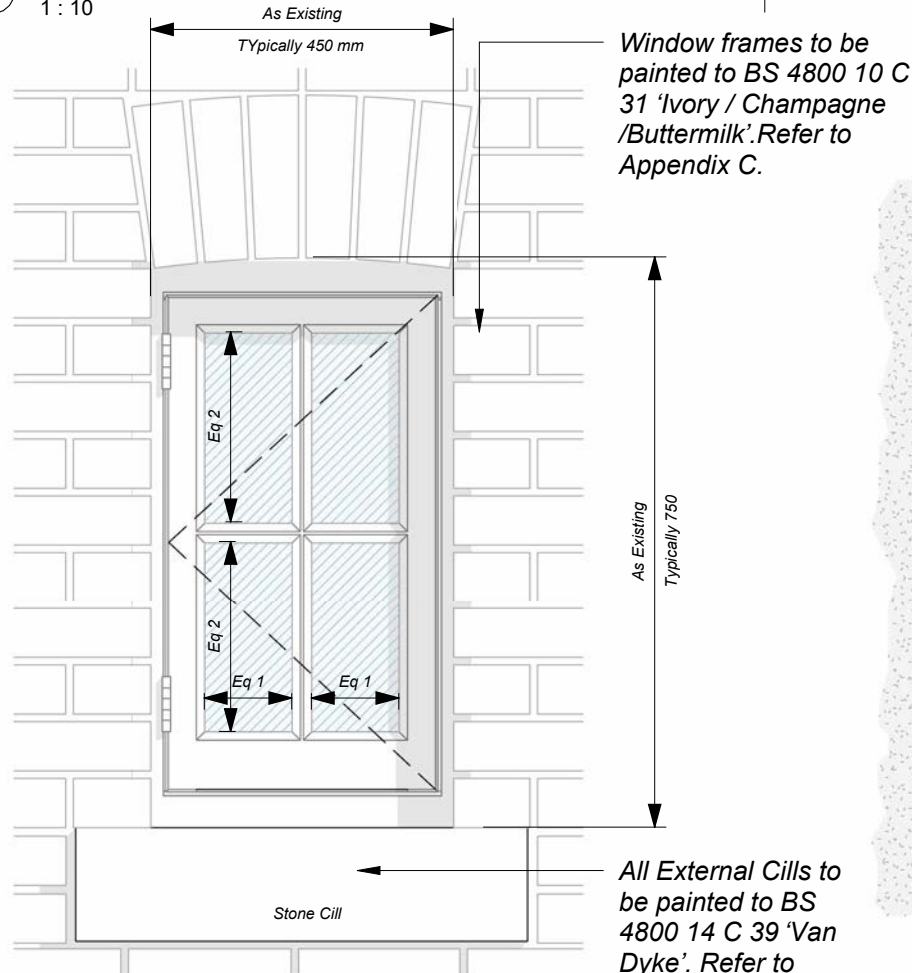 1 : 10
As Existing
TYpically 450 mm
Window frames to be
painted to BS 4800 10 C
31 ‘Ivory / Champagne
/Buttermilk’.Refer to
Appendix C.
Eq 2
As Existing
Typically 750
Eq 2
Eq 1
Eq 1
All External Cills to
be painted to BS
4800 14 C 39 ‘Van
Dyke’. Refer to
Stone Cill